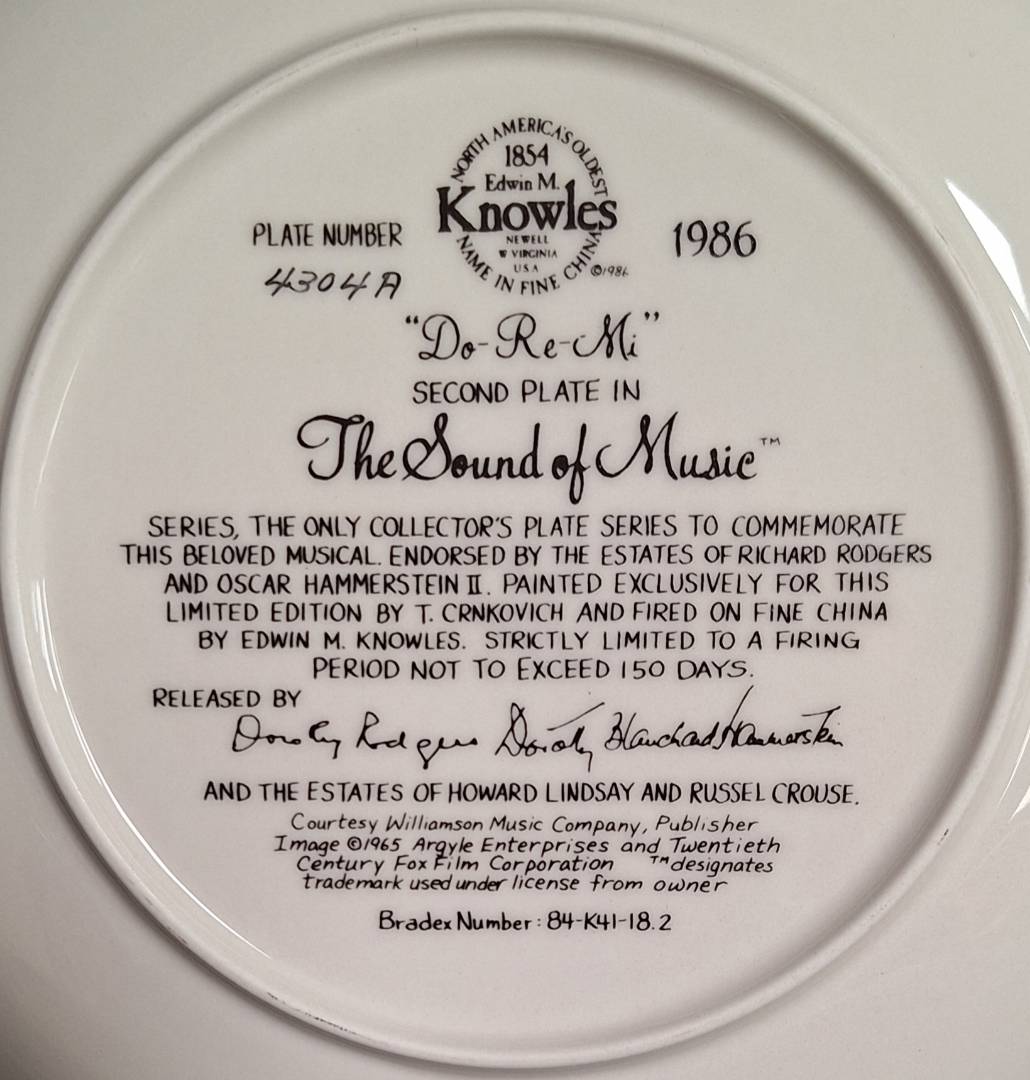 NORTH AMERICA'S OLDEST
1854
Edwin M.
Knowles
NEWELL
W VIRGINIA
USA
NAME IN FINE CHINA
©1986
PLATE NUMBER
4304A
1986
“Do-Re-Mi”
SECOND PLATE IN
The Sound of Music™
SERIES, THE ONLY COLLECTOR'S PLATE SERIES TO COMMEMORATE
THIS BELOVED MUSICAL. ENDORSED BY THE ESTATES OF RICHARD RODGERS
AND OSCAR HAMMERSTEIN II. PAINTED EXCLUSIVELY FOR THIS
LIMITED EDITION BY T. CRNKOVICH AND FIRED ON FINE CHINA
BY EDWIN M. KNOWLES. STRICTLY LIMITED TO A FIRING
PERIOD NOT TO EXCEED 150 DAYS.
RELEASED BY
Dorothy Rodgers Dorothy Blanchard Hammerstein
AND THE ESTATES OF HOWARD LINDSAY AND RUSSEL CROUSE.
Courtesy Williamson Music Company, Publisher
Image ©1965 Argyle Enterprises and Twentieth
Century Fox Film Corporation ™designates
trademark used under license from owner
Bradex Number: 84-K41-18.2